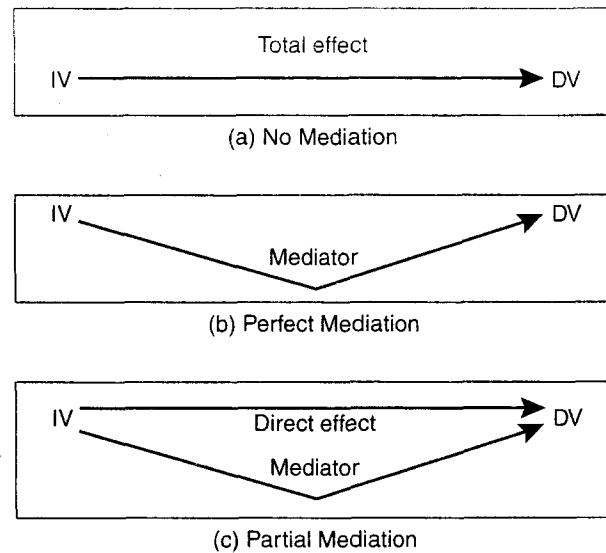 Total effect
IV DV
(a) No Mediation
IV DV
Mediator
(b) Perfect Mediation
IV DV
Direct effect
Mediator
(c) Partial Mediation